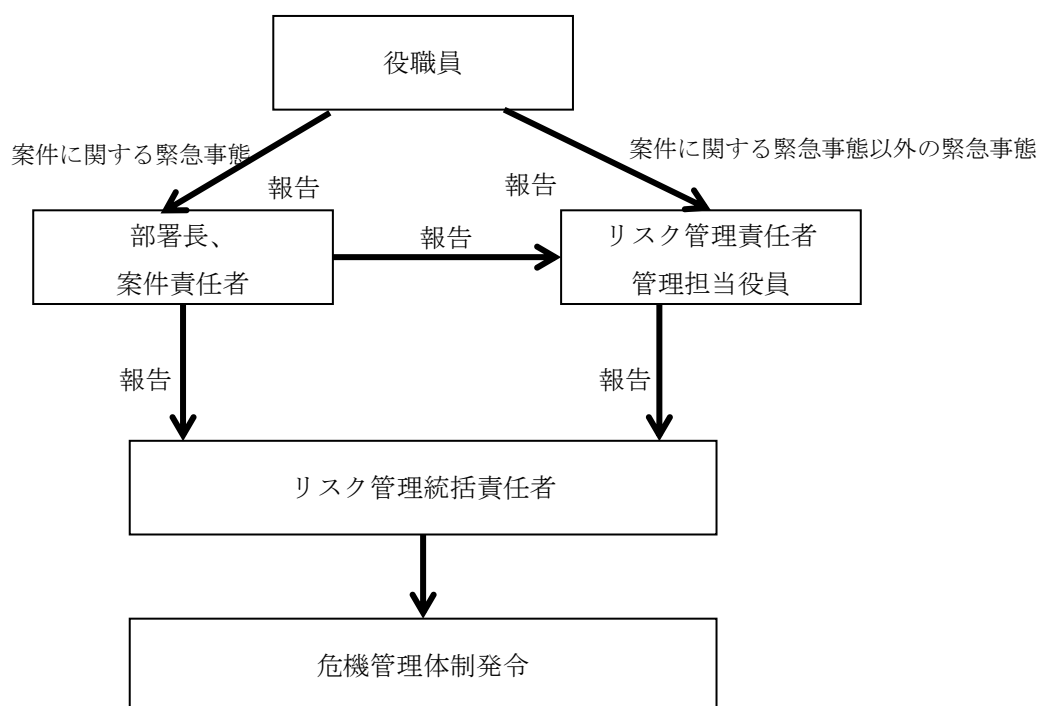 役職員
案件に関する緊急事態
案件に関する緊急事態以外の緊急事態
報告
報告
部署長、
案件責任者
報告
リスク管理責任者
管理担当役員
報告
報告
リスク管理統括責任者
危機管理体制発令